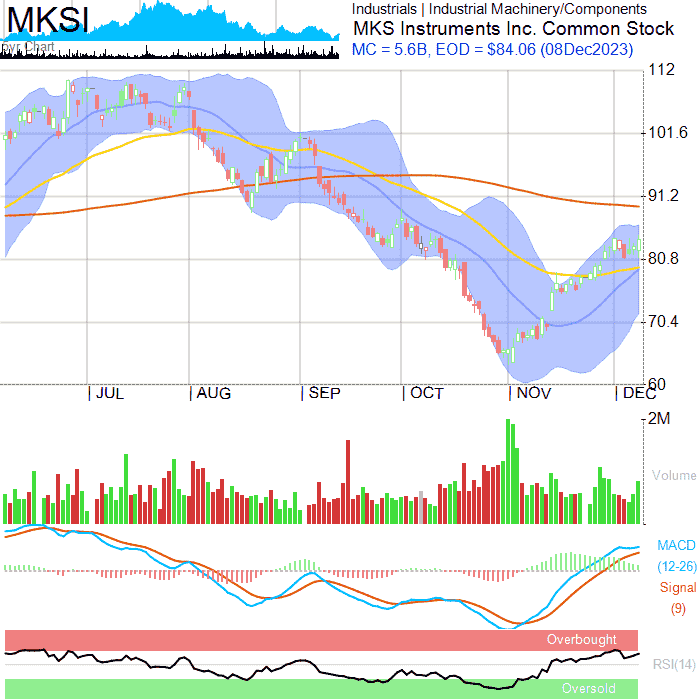 MKSI
Industrials | Industrial Machinery/Components
MKS Instruments Inc. Common Stock
MC = 5.6B, EOD = $84.06 (08Dec2023)
Chart
112
101.6
91.2
80.8
70.4
60
JUL AUG SEP OCT NOV DEC
2M
Volume
MACD
(12-26)
Signal
(9)
Overbought
RSI(14)
Oversold